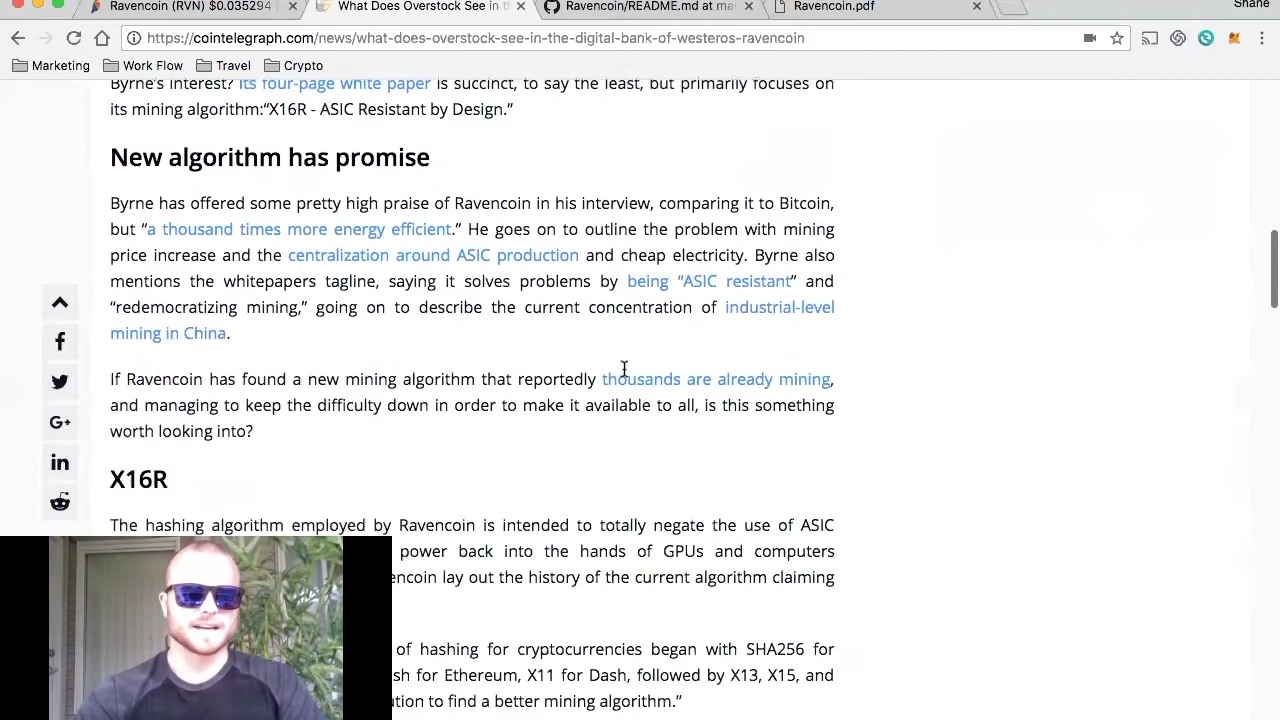 Ravencoin (RVN) $0.035294
What Does Overstock See in t
Ravencoin/README.md at ma
Ravencoin.pdf
Shane
https://cointelegraph.com/news/what-does-overstock-see-in-the-digital-bank-of-westeros-ravencoin
Marketing
Work Flow
Travel
Crypto
Byrne's interest? Its four-page white paper is succinct, to say the least, but primarily focuses on
its mining algorithm:“X16R - ASIC Resistant by Design.”
New algorithm has promise
Byrne has offered some pretty high praise of Ravencoin in his interview, comparing it to Bitcoin,
but “a thousand times more energy efficient.” He goes on to outline the problem with mining
price increase and the centralization around ASIC production and cheap electricity. Byrne also
mentions the whitepapers tagline, saying it solves problems by being “ASIC resistant” and
“redemocratizing mining,” going on to describe the current concentration of industrial-level
mining in China.
If Ravencoin has found a new mining algorithm that reportedly thousands are already mining,
and managing to keep the difficulty down in order to make it available to all, is this something
worth looking into?
X16R
The hashing algorithm employed by Ravencoin is intended to totally negate the use of ASIC
power back into the hands of GPUs and computers
encoin lay out the history of the current algorithm claiming
of hashing for cryptocurrencies began with SHA256 for
sh for Ethereum, X11 for Dash, followed by X13, X15, and
ution to find a better mining algorithm.”